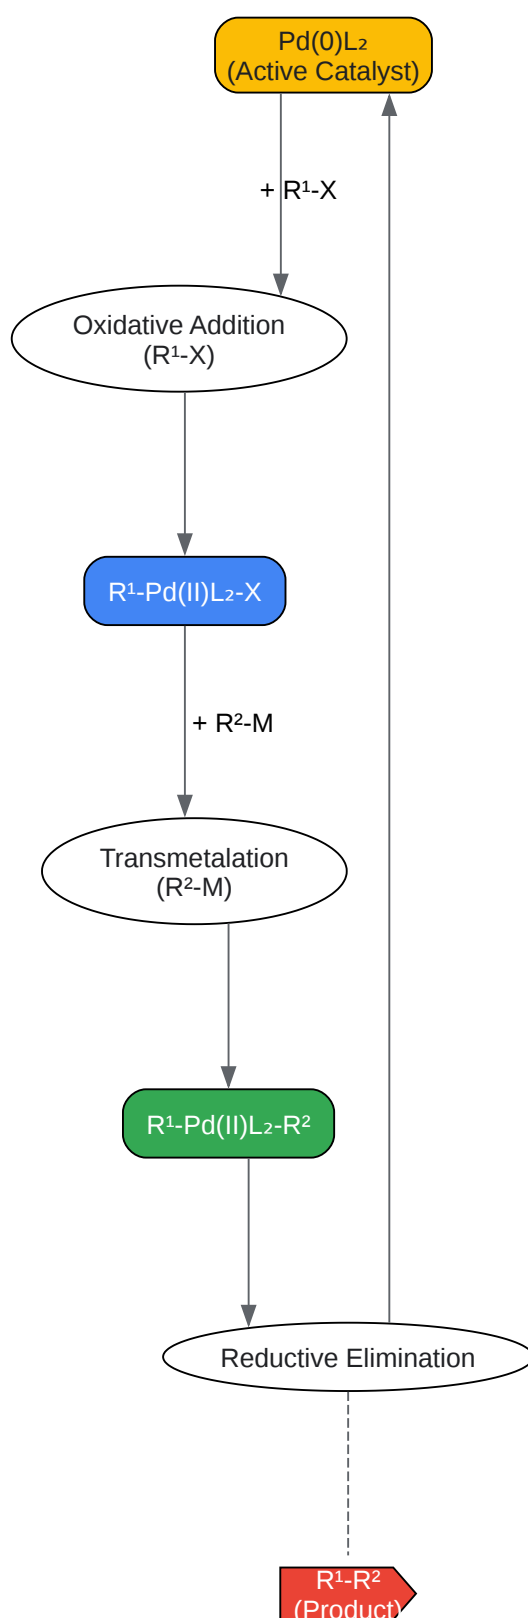 Pd(0)L₂
(Active Catalyst)
+ R¹-X
Oxidative Addition
(R¹-X)
R¹-Pd(II)L₂-X
+ R²-M
Transmetalation
(R²-M)
R¹-Pd(II)L₂-R²
Reductive Elimination
R¹-R²
(Product)